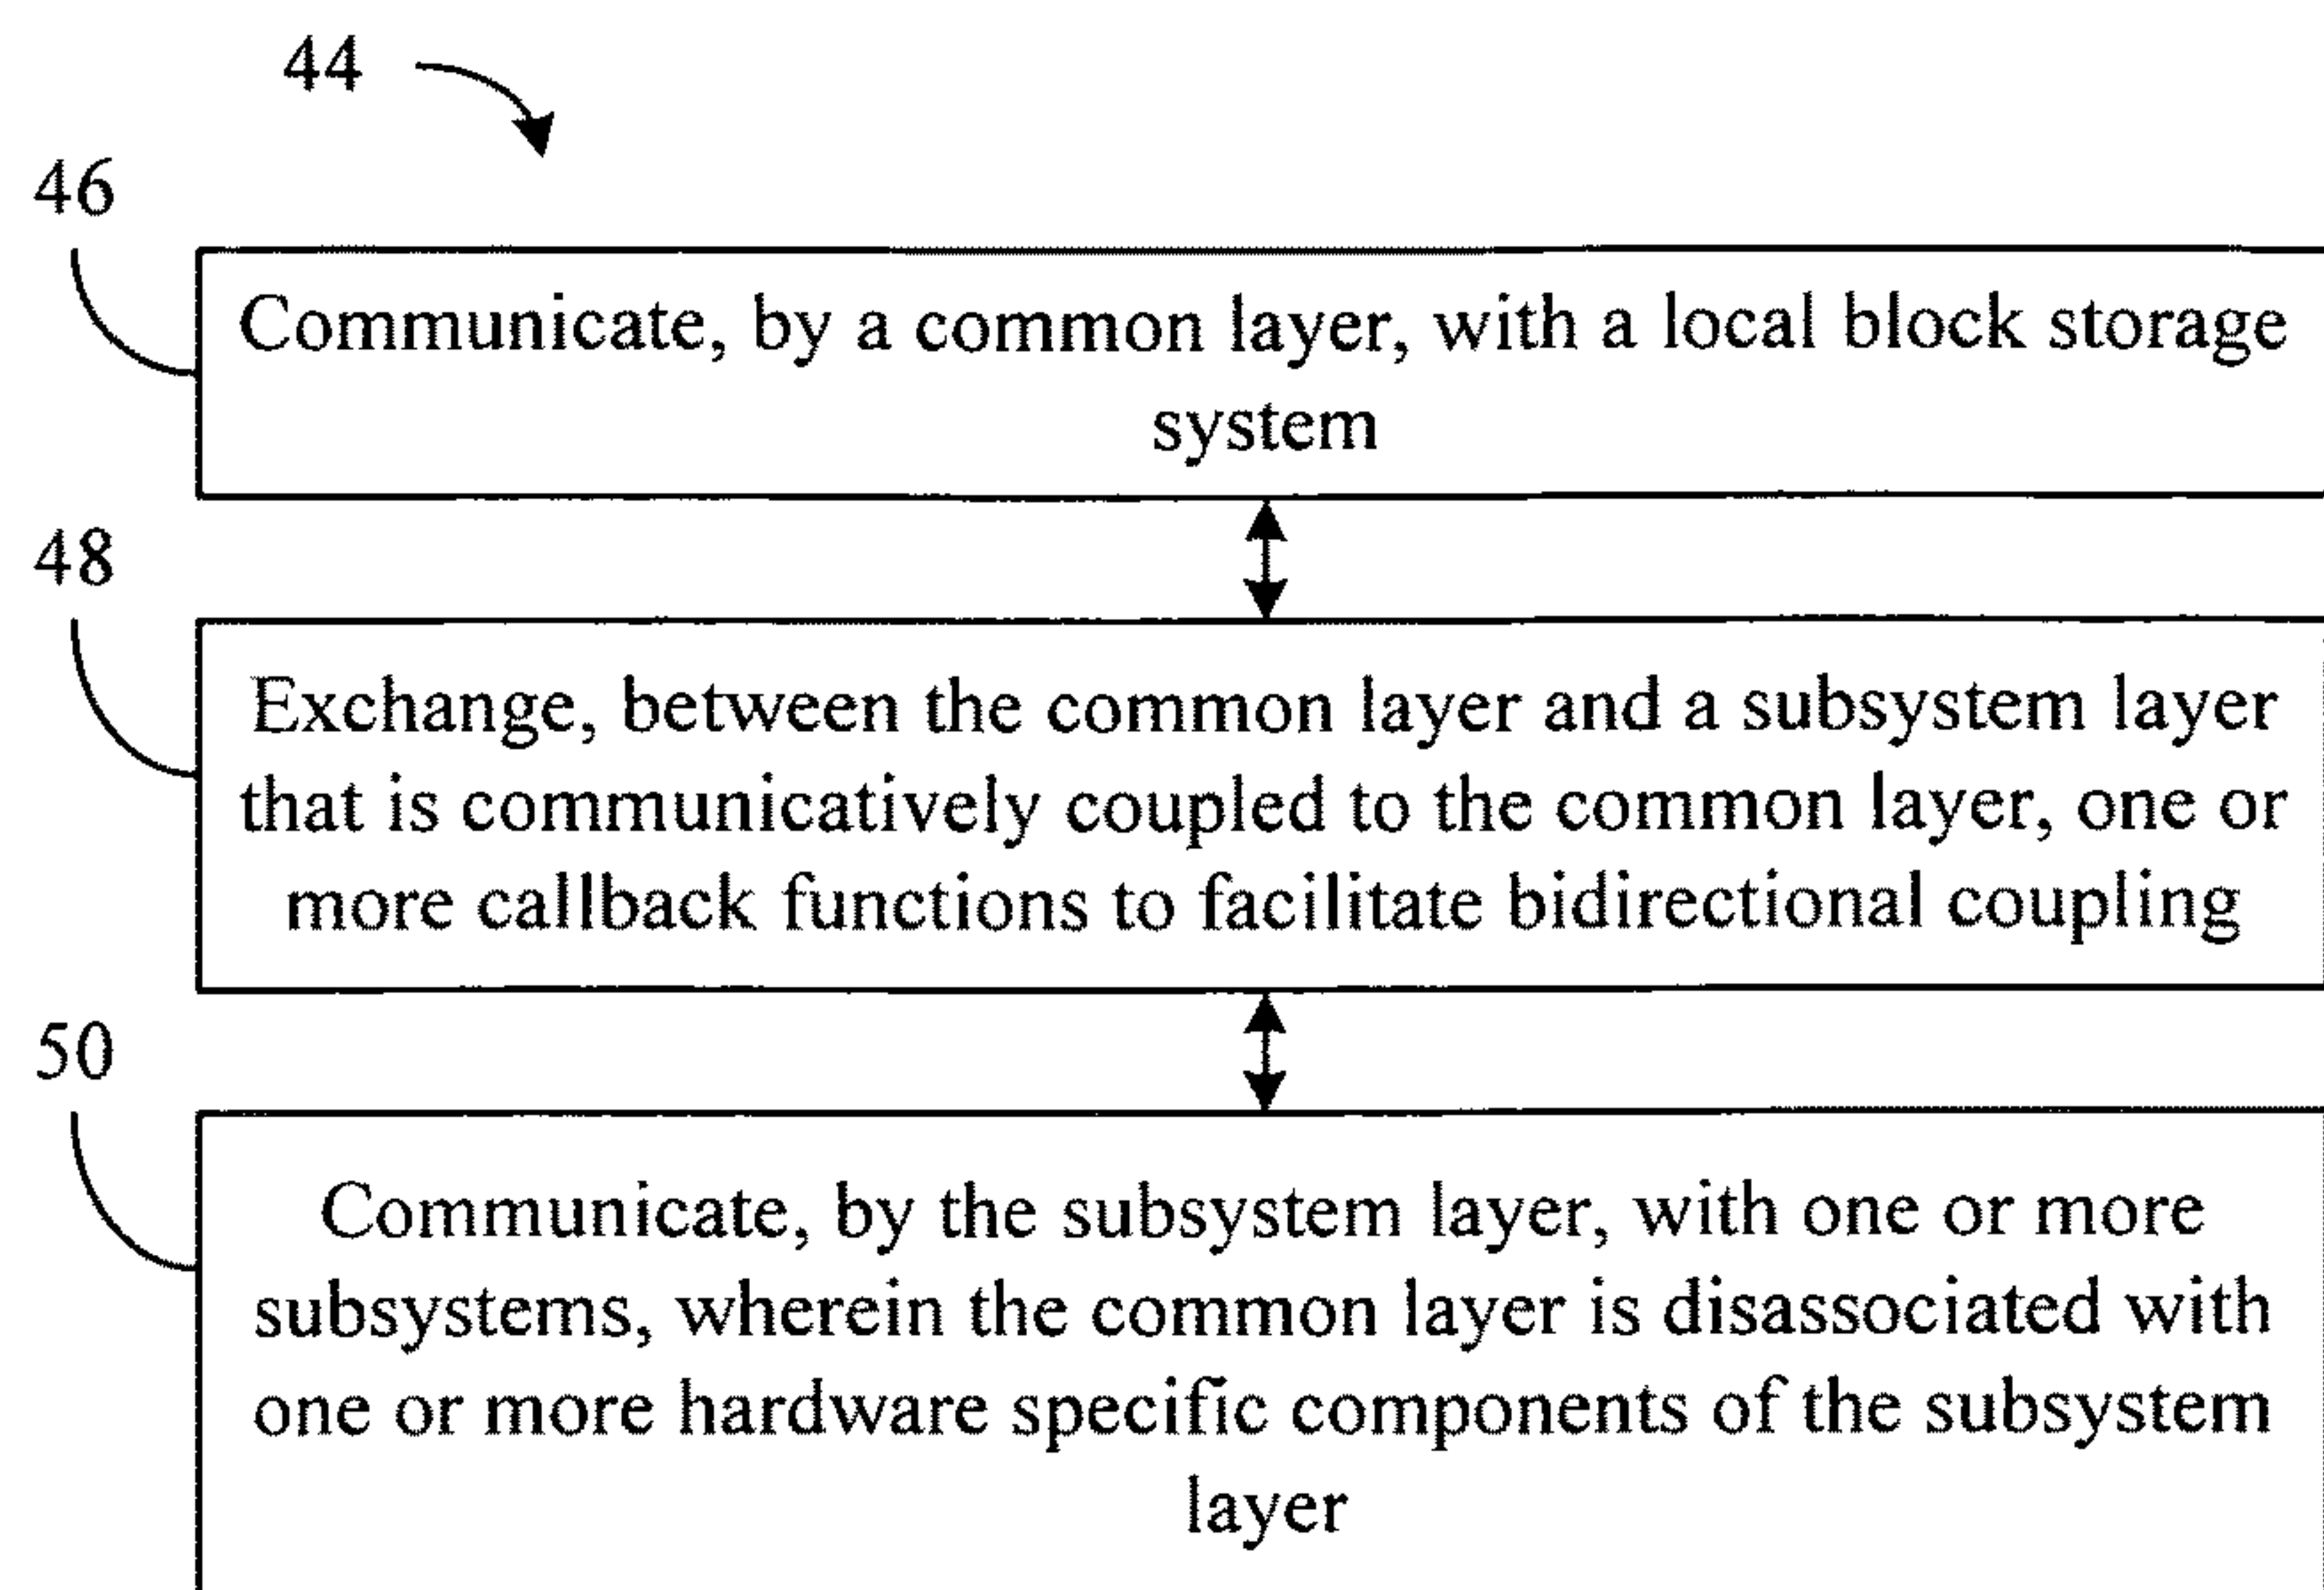 44
46
Communicate, by a common layer, with a local block storage
system
48
Exchange, between the common layer and a subsystem layer
that is communicatively coupled to the common layer, one or
more callback functions to facilitate bidirectional coupling
50
Communicate, by the subsystem layer, with one or more
subsystems, wherein the common layer is disassociated with
one or more hardware specific components of the subsystem
layer